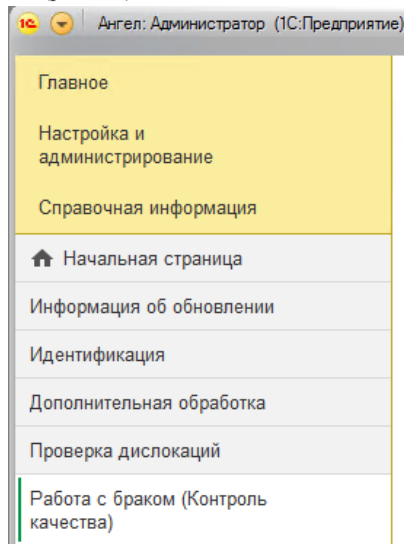 1С Ангел: Администратор (1С:Предприятие)
Главное
Настройка и
администрирование
Справочная информация
Начальная страница
Информация об обновлении
Идентификация
Дополнительная обработка
Проверка дислокаций
Работа с браком (Контроль
качества)